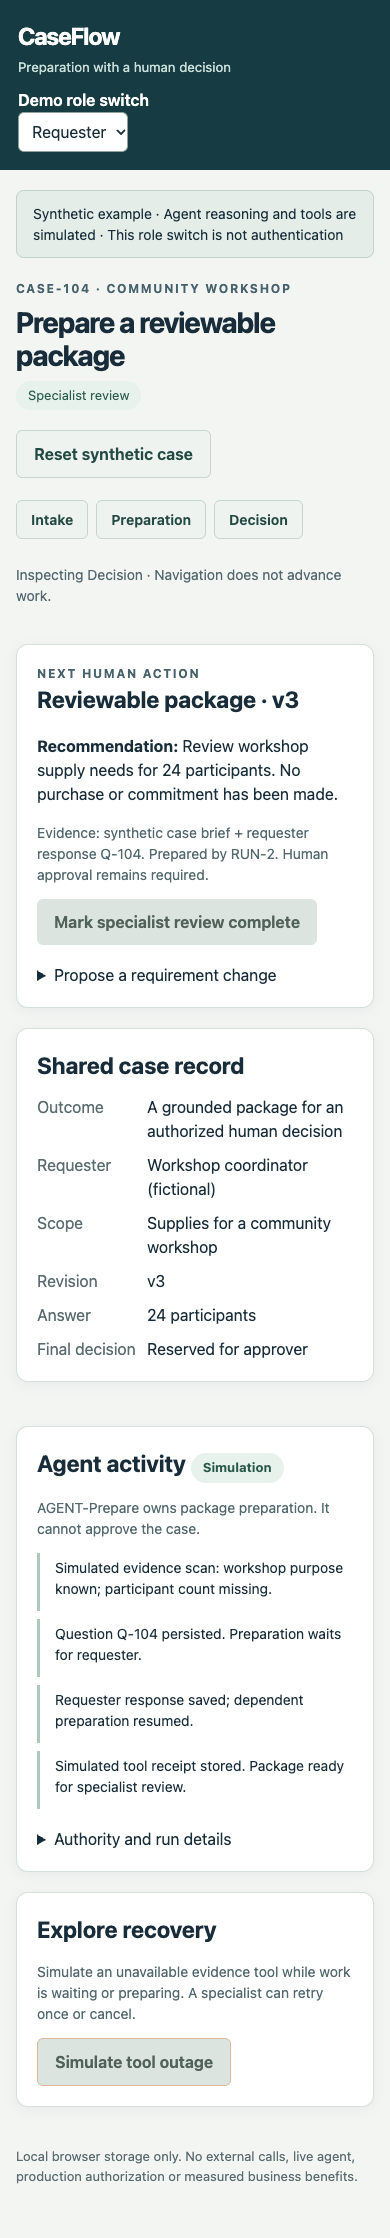 CaseFlow
Preparation with a human decision
Demo role switch
Requester
Synthetic example · Agent reasoning and tools are
simulated · This role switch is not authentication
CASE-104 · COMMUNITY WORKSHOP
Prepare a reviewable
package
Specialist review
Reset synthetic case
Intake
Preparation
Decision
Inspecting Decision · Navigation does not advance
work.
NEXT HUMAN ACTION
Reviewable package · v3
Recommendation: Review workshop
supply needs for 24 participants. No
purchase or commitment has been made.
Evidence: synthetic case brief + requester
response Q-104. Prepared by RUN-2. Human
approval remains required.
Mark specialist review complete
Propose a requirement change
Shared case record
Outcome A grounded package for an
authorized human decision
Requester Workshop coordinator
(fictional)
Scope Supplies for a community
workshop
Revision v3
Answer 24 participants
Final decision Reserved for approver
Agent activity Simulation
AGENT-Prepare owns package preparation. It
cannot approve the case.
Simulated evidence scan: workshop purpose
known; participant count missing.
Question Q-104 persisted. Preparation waits
for requester.
Requester response saved; dependent
preparation resumed.
Simulated tool receipt stored. Package ready
for specialist review.
Authority and run details
Explore recovery
Simulate an unavailable evidence tool while work
is waiting or preparing. A specialist can retry
once or cancel.
Simulate tool outage
Local browser storage only. No external calls, live agent,
production authorization or measured business benefits.